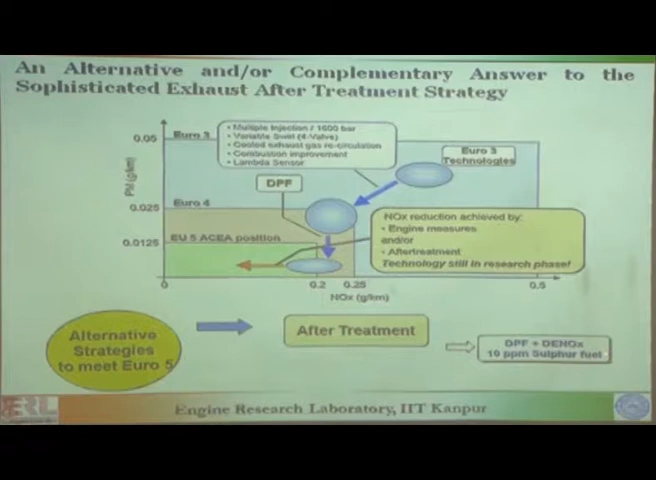 An Alternative and/or Complementary Answer to the
Sophisticated Exhaust After Treatment Strategy
• Multiple Injection / 1600 bar
• Variable Swirl (4-Valve)
• Cooled exhaust gas re-circulation
• Combustion improvement
• Lambda Sensor
Euro 3
Technologies
PM (g/km)
0.05
Euro 3
DPF
0.025
Euro 4
NOx reduction achieved by:
• Engine measures
and/or
• Aftertreatment
Technology still in research phase!
0.0125
EU 5 ACEA position
0
0.2
0.25
0.5
NOx (g/km)
Alternative
Strategies
to meet Euro 5
After Treatment
DPF + DENOx
10 ppm Sulphur fuel
ERL
Engine Research Laboratory, IIT Kanpur